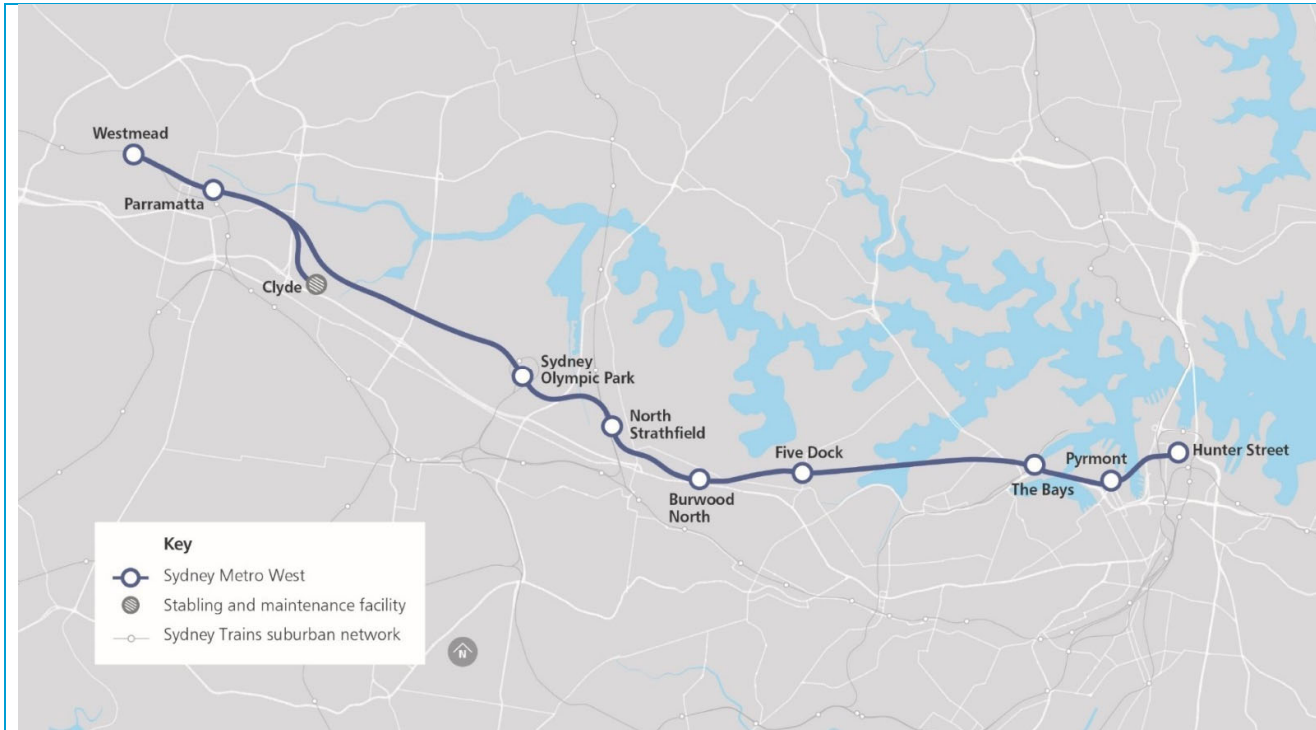 Westmead
Parramatta
Clyde
Sydney
Olympic Park
North
Strathfield
Five Dock
Burwood
North
The Bays
Pyrmont
Hunter Street
Key
Sydney Metro West
Stabling and maintenance facility
Sydney Trains suburban network
N